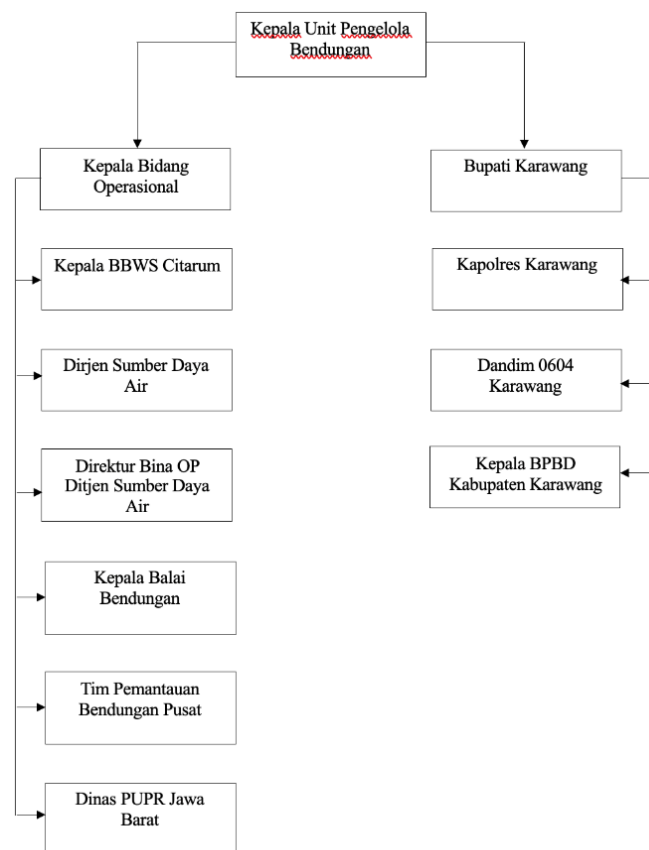 Kepala Unit Pengelola
Bendungan
Kepala Bidang
Operasional
Bupati Karawang
Kepala BBWS Citarum
Kapolres Karawang
Dirjen Sumber Daya
Air
Dandim 0604
Karawang
Direktur Bina OP
Ditjen Sumber Daya
Air
Kepala BPBD
Kabupaten Karawang
Kepala Balai
Bendungan
Tim Pemantauan
Bendungan Pusat
Dinas PUPR Jawa
Barat